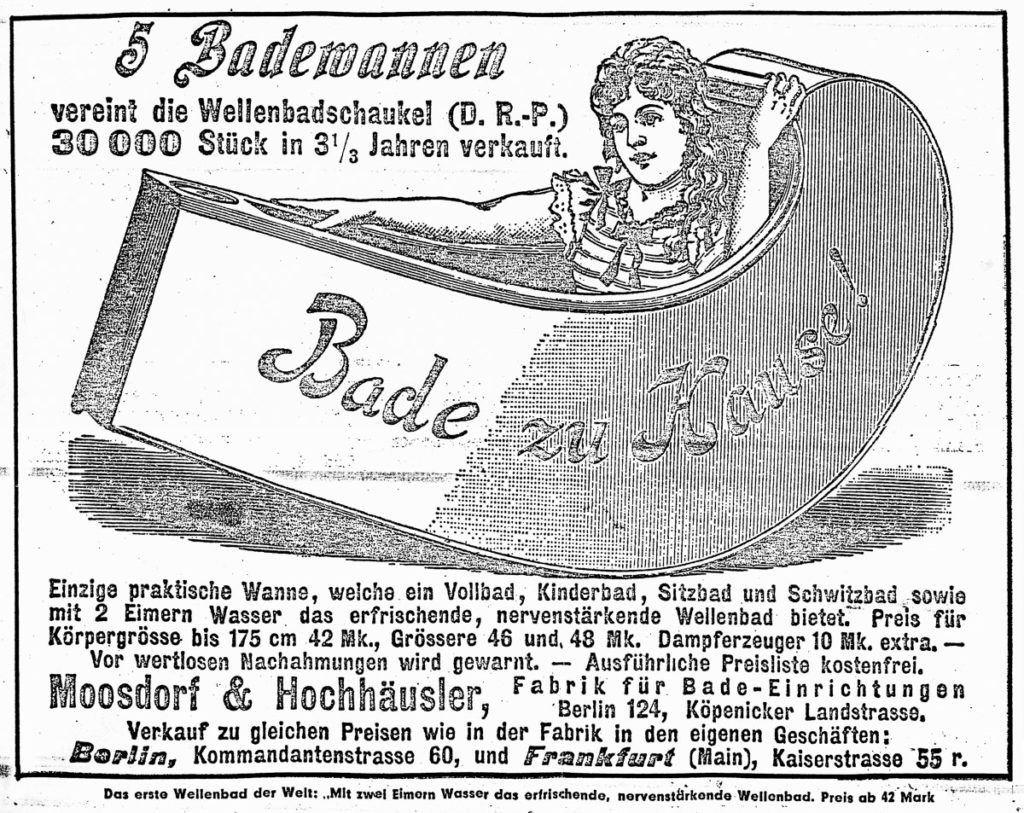 5 Badewannen
vereint die Wellenbadschaukel (D. R.-P.)
30 000 Stück in 3 1/3 Jahren verkauft.
Bade zu Hause!
Einzige praktische Wanne, welche ein Vollbad, Kinderbad, Sitzbad und Schwitzbad sowie
mit 2 Eimern Wasser das erfrischende, nervenstärkende Wellenbad bietet. Preis für
Körpergrösse bis 175 cm 42 Mk., Grössere 46 und 48 Mk. Dampferzeuger 10 Mk. extra. —
Vor wertlosen Nachahmungen wird gewarnt. — Ausführliche Preisliste kostenfrei.
Moosdorf & Hochhäusler, Fabrik für Bade-Einrichtungen
Berlin 124, Köpenicker Landstrasse.
Verkauf zu gleichen Preisen wie in der Fabrik in den eigenen Geschäften:
Berlin, Kommandantenstrasse 60, und Frankfurt (Main), Kaiserstrasse 55 r.
Das erste Wellenbad der Welt: „Mit zwei Eimern Wasser das erfrischende, nervenstärkende Wellenbad. Preis ab 42 Mark